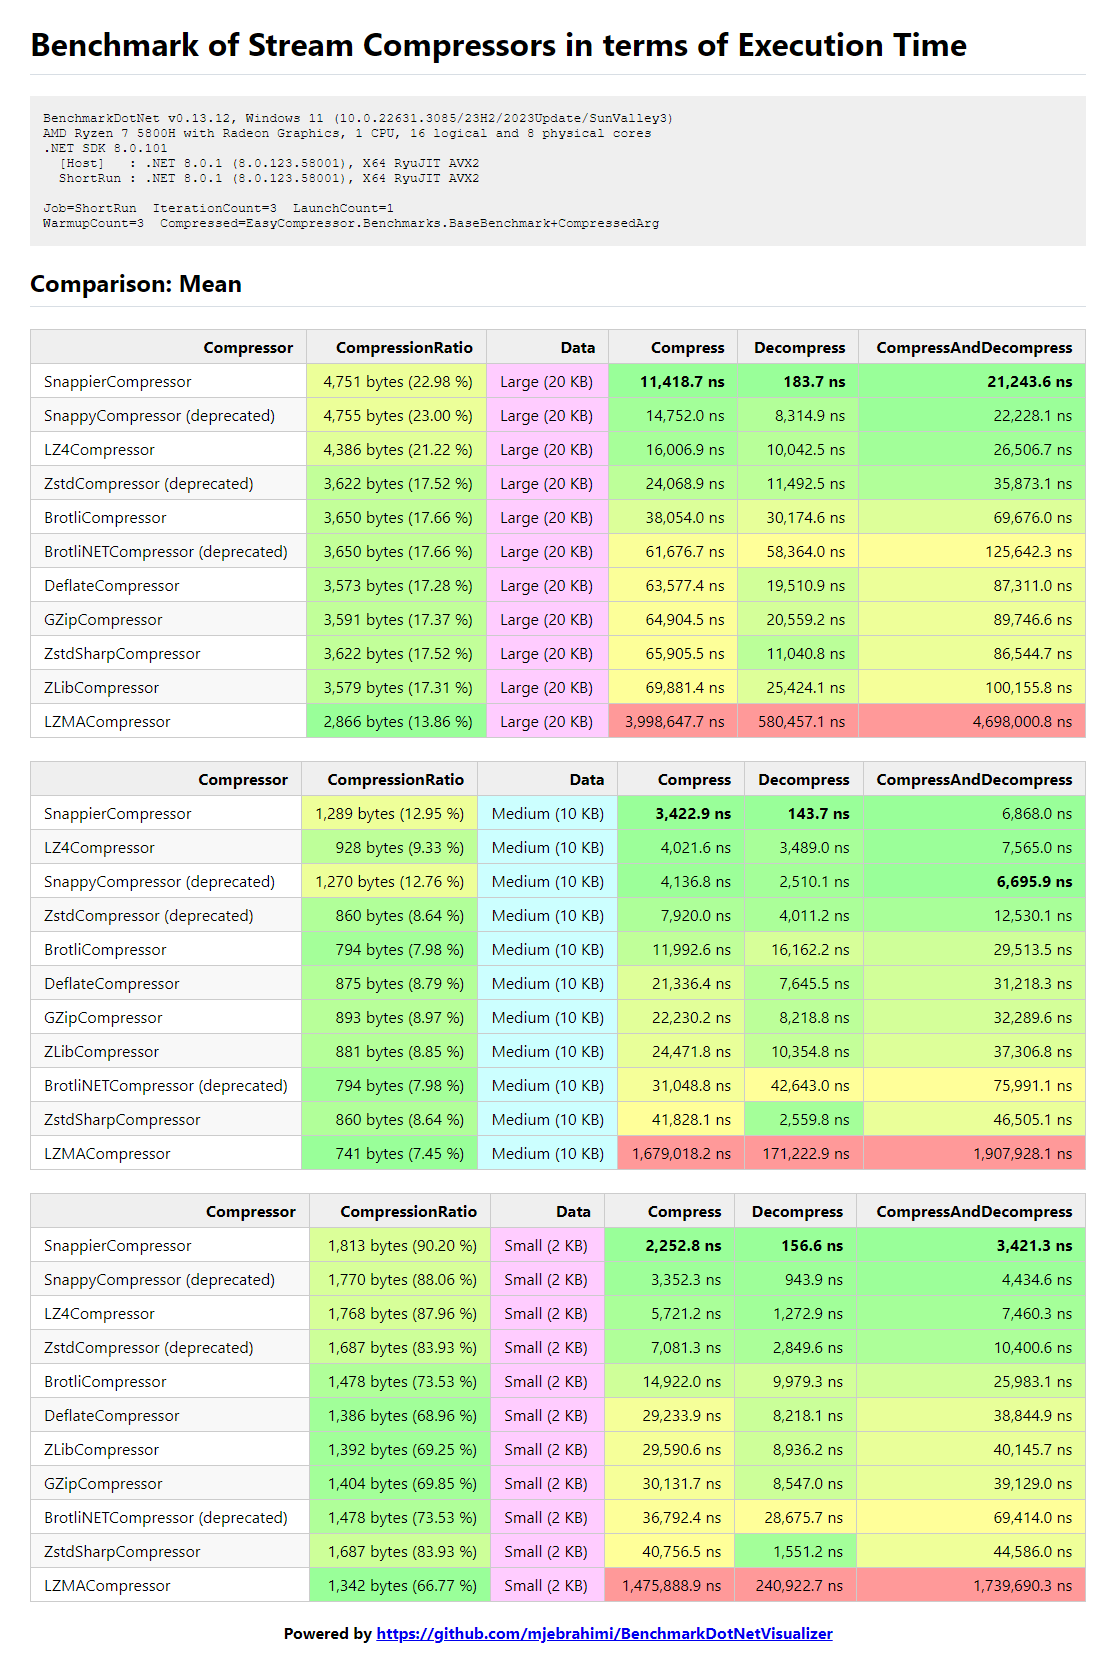 Benchmark of Stream Compressors in terms of Execution Time
BenchmarkDotNet v0.13.12, Windows 11 (10.0.22631.3085/23H2/2023Update/SunValley3)
AMD Ryzen 7 5800H with Radeon Graphics, 1 CPU, 16 logical and 8 physical cores
.NET SDK 8.0.101
[Host]   : .NET 8.0.1 (8.0.123.58001), X64 RyuJIT AVX2
ShortRun : .NET 8.0.1 (8.0.123.58001), X64 RyuJIT AVX2
Job=ShortRun  IterationCount=3  LaunchCount=1
WarmupCount=3  Compressed=EasyCompressor.Benchmarks.BaseBenchmark+CompressedArg
Comparison: Mean
Compressor CompressionRatio Data Compress Decompress CompressAndDecompress
SnappierCompressor 4,751 bytes (22.98 %) Large (20 KB) 11,418.7 ns 183.7 ns 21,243.6 ns
SnappyCompressor (deprecated) 4,755 bytes (23.00 %) Large (20 KB) 14,752.0 ns 8,314.9 ns 22,228.1 ns
LZ4Compressor 4,386 bytes (21.22 %) Large (20 KB) 16,006.9 ns 10,042.5 ns 26,506.7 ns
ZstdCompressor (deprecated) 3,622 bytes (17.52 %) Large (20 KB) 24,068.9 ns 11,492.5 ns 35,873.1 ns
BrotliCompressor 3,650 bytes (17.66 %) Large (20 KB) 38,054.0 ns 30,174.6 ns 69,676.0 ns
BrotliNETCompressor (deprecated) 3,650 bytes (17.66 %) Large (20 KB) 61,676.7 ns 58,364.0 ns 125,642.3 ns
DeflateCompressor 3,573 bytes (17.28 %) Large (20 KB) 63,577.4 ns 19,510.9 ns 87,311.0 ns
GZipCompressor 3,591 bytes (17.37 %) Large (20 KB) 64,904.5 ns 20,559.2 ns 89,746.6 ns
ZstdSharpCompressor 3,622 bytes (17.52 %) Large (20 KB) 65,905.5 ns 11,040.8 ns 86,544.7 ns
ZLibCompressor 3,579 bytes (17.31 %) Large (20 KB) 69,881.4 ns 25,424.1 ns 100,155.8 ns
LZMACompressor 2,866 bytes (13.86 %) Large (20 KB) 3,998,647.7 ns 580,457.1 ns 4,698,000.8 ns
Compressor CompressionRatio Data Compress Decompress CompressAndDecompress
SnappierCompressor 1,289 bytes (12.95 %) Medium (10 KB) 3,422.9 ns 143.7 ns 6,868.0 ns
LZ4Compressor 928 bytes (9.33 %) Medium (10 KB) 4,021.6 ns 3,489.0 ns 7,565.0 ns
SnappyCompressor (deprecated) 1,270 bytes (12.76 %) Medium (10 KB) 4,136.8 ns 2,510.1 ns 6,695.9 ns
ZstdCompressor (deprecated) 860 bytes (8.64 %) Medium (10 KB) 7,920.0 ns 4,011.2 ns 12,530.1 ns
BrotliCompressor 794 bytes (7.98 %) Medium (10 KB) 11,992.6 ns 16,162.2 ns 29,513.5 ns
DeflateCompressor 875 bytes (8.79 %) Medium (10 KB) 21,336.4 ns 7,645.5 ns 31,218.3 ns
GZipCompressor 893 bytes (8.97 %) Medium (10 KB) 22,230.2 ns 8,218.8 ns 32,289.6 ns
ZLibCompressor 881 bytes (8.85 %) Medium (10 KB) 24,471.8 ns 10,354.8 ns 37,306.8 ns
BrotliNETCompressor (deprecated) 794 bytes (7.98 %) Medium (10 KB) 31,048.8 ns 42,643.0 ns 75,991.1 ns
ZstdSharpCompressor 860 bytes (8.64 %) Medium (10 KB) 41,828.1 ns 2,559.8 ns 46,505.1 ns
LZMACompressor 741 bytes (7.45 %) Medium (10 KB) 1,679,018.2 ns 171,222.9 ns 1,907,928.1 ns
Compressor CompressionRatio Data Compress Decompress CompressAndDecompress
SnappierCompressor 1,813 bytes (90.20 %) Small (2 KB) 2,252.8 ns 156.6 ns 3,421.3 ns
SnappyCompressor (deprecated) 1,770 bytes (88.06 %) Small (2 KB) 3,352.3 ns 943.9 ns 4,434.6 ns
LZ4Compressor 1,768 bytes (87.96 %) Small (2 KB) 5,721.2 ns 1,272.9 ns 7,460.3 ns
ZstdCompressor (deprecated) 1,687 bytes (83.93 %) Small (2 KB) 7,081.3 ns 2,849.6 ns 10,400.6 ns
BrotliCompressor 1,478 bytes (73.53 %) Small (2 KB) 14,922.0 ns 9,979.3 ns 25,983.1 ns
DeflateCompressor 1,386 bytes (68.96 %) Small (2 KB) 29,233.9 ns 8,218.1 ns 38,844.9 ns
ZLibCompressor 1,392 bytes (69.25 %) Small (2 KB) 29,590.6 ns 8,936.2 ns 40,145.7 ns
GZipCompressor 1,404 bytes (69.85 %) Small (2 KB) 30,131.7 ns 8,547.0 ns 39,129.0 ns
BrotliNETCompressor (deprecated) 1,478 bytes (73.53 %) Small (2 KB) 36,792.4 ns 28,675.7 ns 69,414.0 ns
ZstdSharpCompressor 1,687 bytes (83.93 %) Small (2 KB) 40,756.5 ns 1,551.2 ns 44,586.0 ns
LZMACompressor 1,342 bytes (66.77 %) Small (2 KB) 1,475,888.9 ns 240,922.7 ns 1,739,690.3 ns
Powered by https://github.com/mjebrahimi/BenchmarkDotNetVisualizer